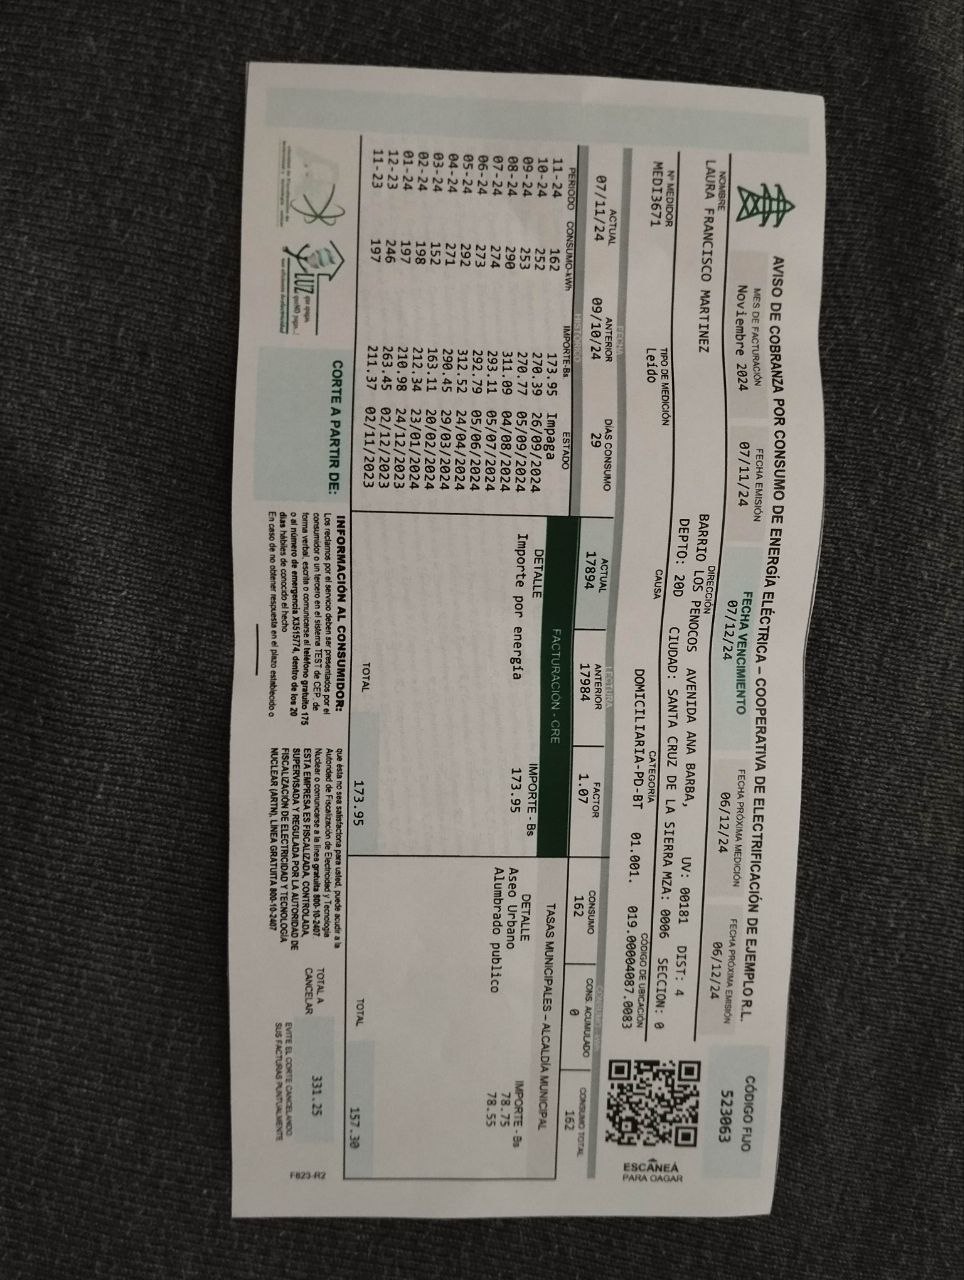 AVISO DE COBRANZA POR CONSUMO DE ENERGÍA ELÉCTRICA - COOPERATIVA DE ELECTRIFICACIÓN DE EJEMPLO R.L.
MES DE FACTURACIÓN FECHA EMISIÓN FECHA VENCIMIENTO FECHA PRÓXIMA MEDICIÓN FECHA PRÓXIMA EMISIÓN CÓDIGO FIJO
Noviembre 2024 07/11/24 07/12/24 06/12/24 06/12/24 523063
NOMBRE DIRECCIÓN
LAURA FRANCISCO MARTINEZ BARRIO LOS PENOCOS AVENIDA ANA BARBA, UV: 00181 DIST: 4
DEPTO: 20D CIUDAD: SANTA CRUZ DE LA SIERRA MZA: 0006 SECCION: 0
Nº MEDIDOR TIPO DE MEDICIÓN CAUSA CATEGORIA CÓDIGO DE UBICACIÓN
MEDI3671 Leido DOMICILIARIA-PD-BT 01.001. 019.00004087.0083
ESCANEÁ
PARA OAGAR
FECHA LECTURA
ACTUAL ANTERIOR DIAS CONSUMO ACTUAL ANTERIOR FACTOR CONSUMO CONS. ACUMULADO CONSUMO TOTAL
07/11/24 09/10/24 29 17894 17984 1.07 162 0 162
HISTORICO
PERIODO CONSUMO-kWh IMPORTE-Bs ESTADO
11-24 162 173.95 Impaga
10-24 252 270.39 26/09/2024
09-24 253 270.77 05/09/2024
08-24 290 311.09 04/08/2024
07-24 274 293.11 05/07/2024
06-24 273 292.79 05/06/2024
05-24 292 312.52 24/04/2024
04-24 271 290.45 29/03/2024
03-24 152 163.11 20/02/2024
02-24 198 212.34 23/01/2024
01-24 197 210.98 24/12/2023
12-23 246 263.45 02/12/2023
11-23 197 211.37 02/11/2023
FACTURACIÓN - CRE
DETALLE IMPORTE - Bs
Importe por energía 173.95
TOTAL 173.95
TASAS MUNICIPALES - ALCALDÍA MUNICIPAL
DETALLE IMPORTE - Bs
Aseo Urbano 78.75
Alumbrado publico 78.55
TOTAL 157.30
LUZ
CORTE A PARTIR DE:
INFORMACIÓN AL CONSUMIDOR:
Los reclamos por el servicio deben ser presentados por el
consumidor o un tercero en el sistema TEST de CEP, de
forma verbal, escrita o comunicarse al teléfono gratuito 175
o al número de emergencia X3515774, dentro de los 20
días hábiles de conocido el hecho
En caso de no obtener respuesta en el plazo establecido o
que ésta no sea satisfactoria para usted, puede acudir a la
Autoridad de Fiscalización de Electricidad y Tecnología
Nuclear o comunicarse a la línea gratuita 800-10-2407.
ESTA EMPRESA ES FISCALIZADA, CONTROLADA,
SUPERVISADA Y REGULADA POR LA AUTORIDAD DE
FISCALIZACIÓN DE ELECTRICIDAD Y TECNOLOGÍA
NUCLEAR (ARTN), LÍNEA GRATUITA 800-10-2407
TOTAL A
CANCELAR
331.25
EVITE EL CORTE CANCELANDO
SUS FACTURAS PUNTUALMENTE
F623-R2